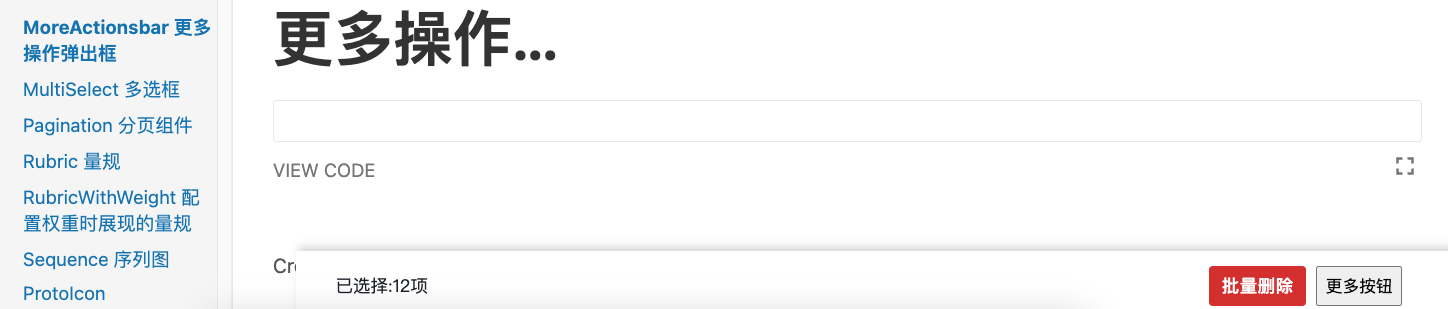 MoreActionsbar 更多
操作弹出框
MultiSelect 多选框
Pagination 分页组件
Rubric 量规
RubricWithWeight 配
置权重时展现的量规
Sequence 序列图
ProtoIcon
更多操作...
VIEW CODE
Cre
已选择:12项
批量删除
更多按钮